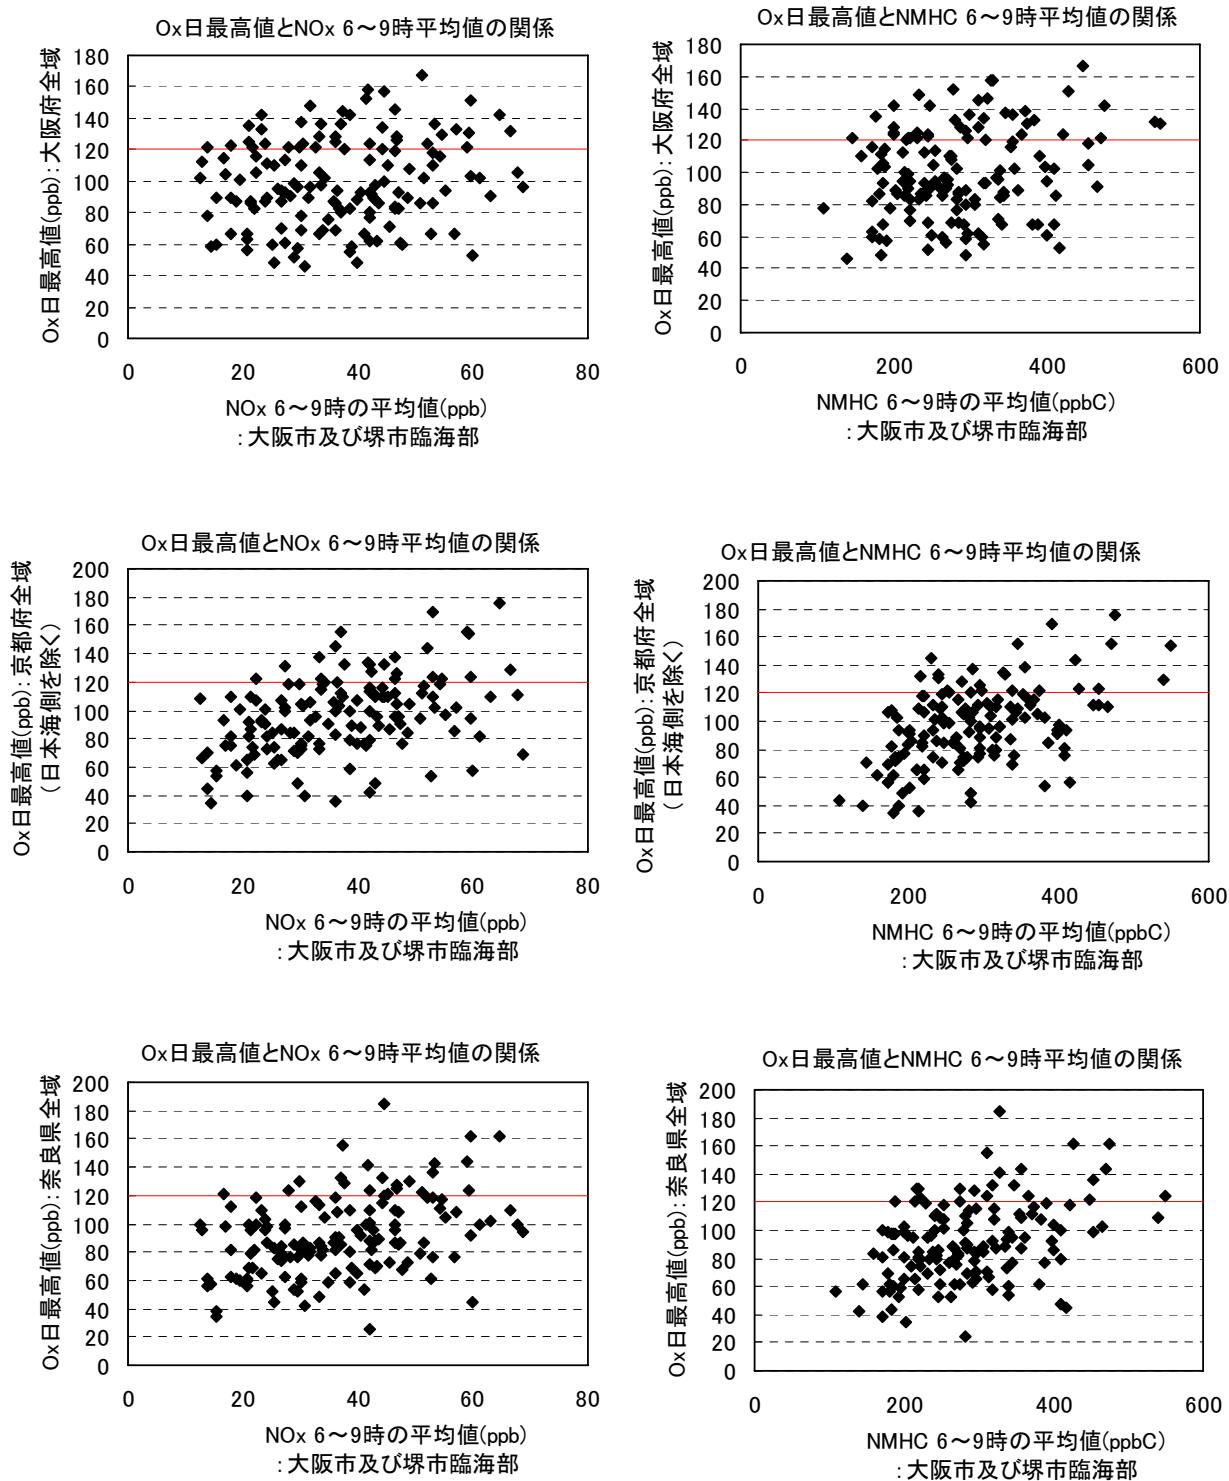 Ox日最高値とNOx 6～9時平均値の関係
Ox日最高値(ppb):大阪府全域
180
160
140
120
100
80
60
40
20
0
0 20 40 60 80
NOx 6～9時の平均値(ppb)
:大阪市及び堺市臨海部
Ox日最高値とNMHC 6～9時平均値の関係
Ox日最高値(ppb):大阪府全域
180
160
140
120
100
80
60
40
20
0
0 200 400 600
NMHC 6～9時の平均値(ppbC)
:大阪市及び堺市臨海部
Ox日最高値とNOx 6～9時平均値の関係
Ox日最高値(ppb):京都府全域
(日本海側を除く)
200
180
160
140
120
100
80
60
40
20
0
0 20 40 60 80
NOx 6～9時の平均値(ppb)
:大阪市及び堺市臨海部
Ox日最高値とNMHC 6～9時平均値の関係
Ox日最高値(ppb):京都府全域
(日本海側を除く)
200
180
160
140
120
100
80
60
40
20
0
0 200 400 600
NMHC 6～9時の平均値(ppbC)
:大阪市及び堺市臨海部
Ox日最高値とNOx 6～9時平均値の関係
Ox日最高値(ppb):奈良県全域
200
180
160
140
120
100
80
60
40
20
0
0 20 40 60 80
NOx 6～9時の平均値(ppb)
:大阪市及び堺市臨海部
Ox日最高値とNMHC 6～9時平均値の関係
Ox日最高値(ppb):奈良県全域
200
180
160
140
120
100
80
60
40
20
0
0 200 400 600
NMHC 6～9時の平均値(ppbC)
:大阪市及び堺市臨海部